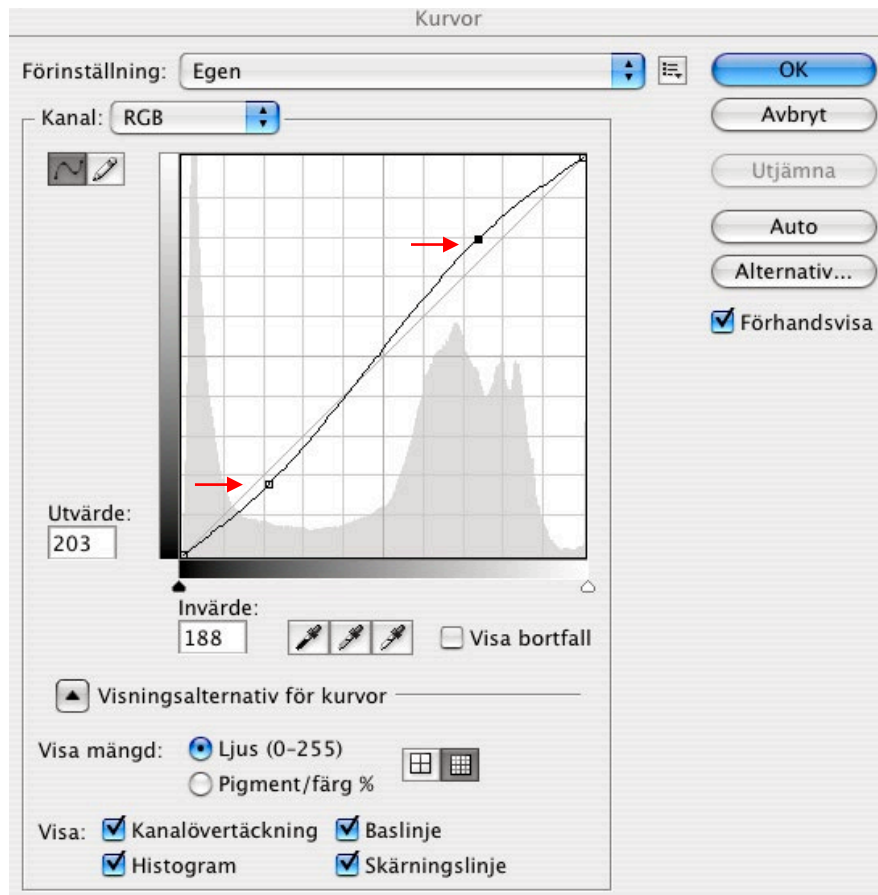 Kurvor
Förinställning: Egen
OK
Kanal: RGB
Avbryt
Utjämna
Auto
Alternativ...
Förhandsvisa
Utvärde:
203
Invärde:
188
Visa bortfall
Visningsalternativ för kurvor
Visa mängd: Ljus (0-255)
Pigment/färg %
Visa: Kanalövertäckning Baslinje
Histogram Skärningslinje